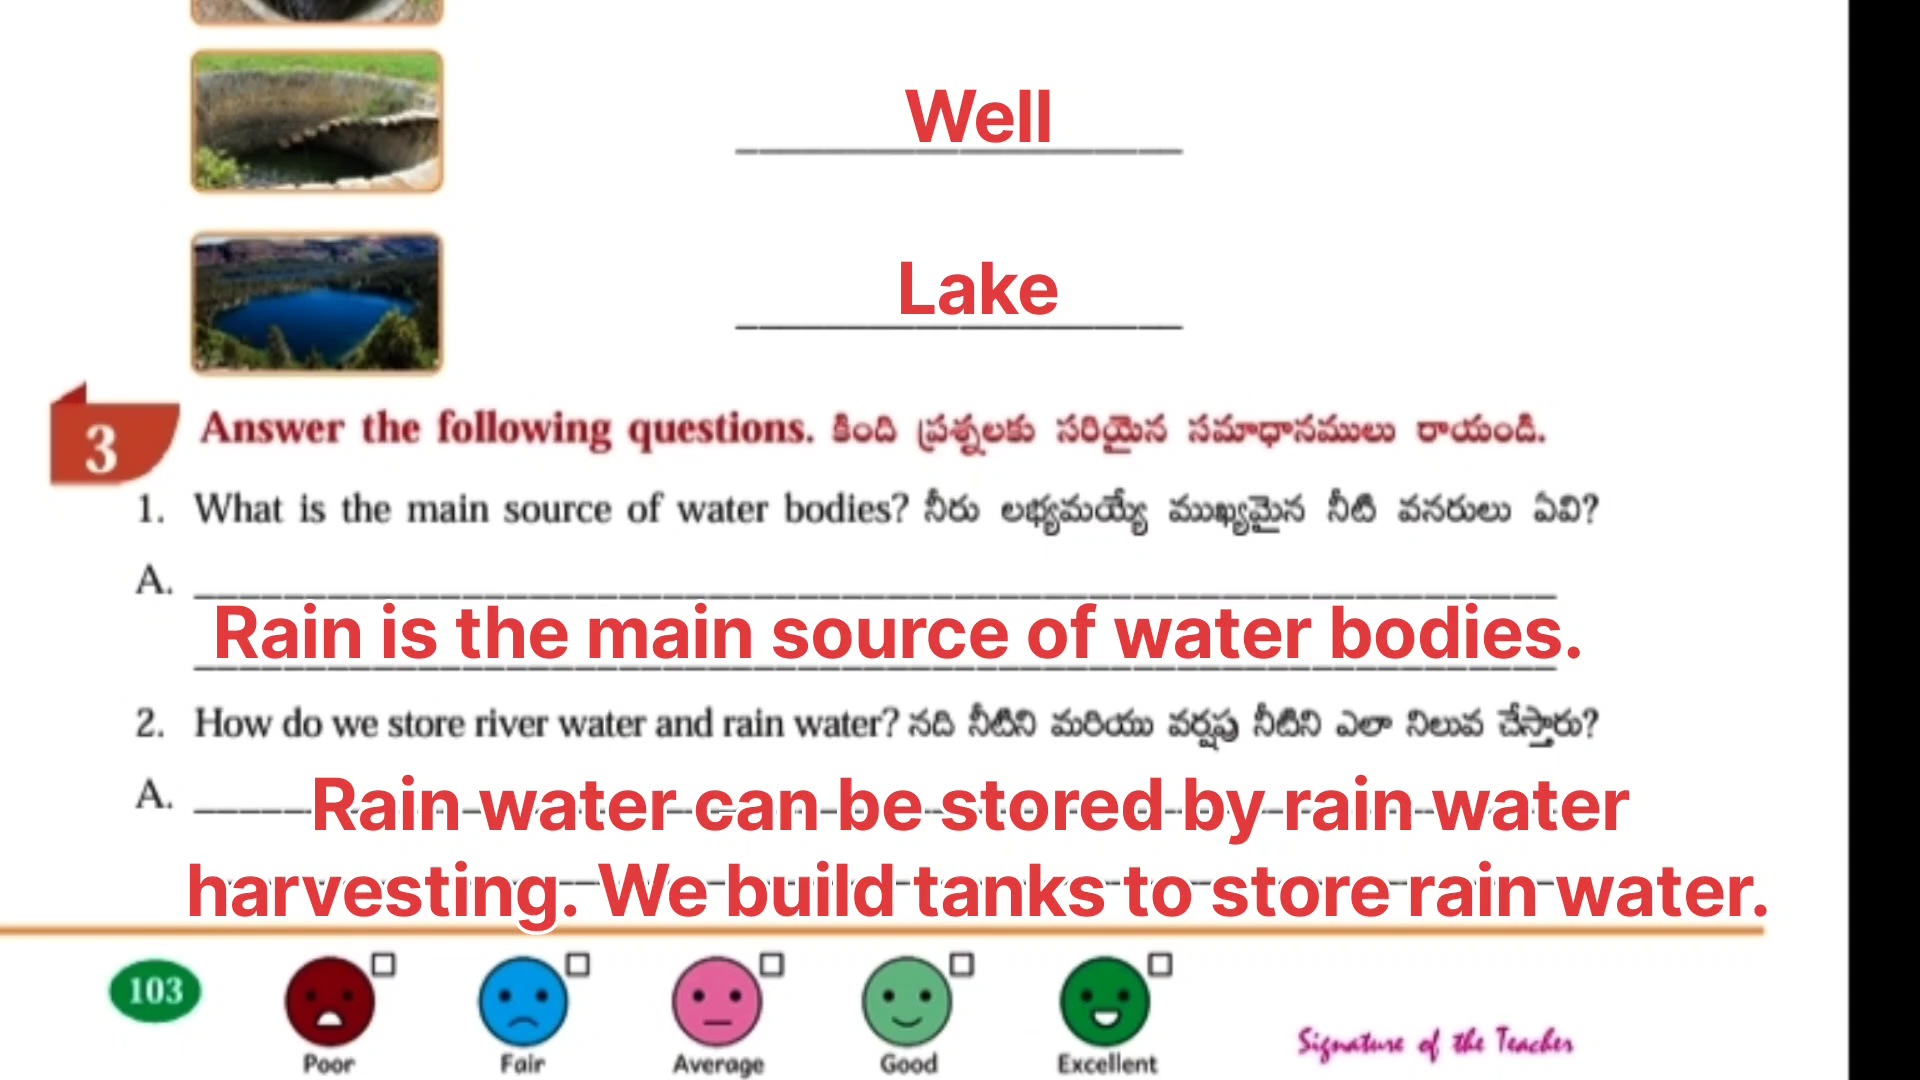 Well
Lake
3
Answer the following questions. కింది ప్రశ్నలకు సరియైన సమాధానములు రాయండి.
1. What is the main source of water bodies? నీరు లభ్యమయ్యే ముఖ్యమైన నీటి వనరులు ఏవి?
A.
Rain is the main source of water bodies.
2. How do we store river water and rain water? నది నీటిని మరియు వర్షపు నీటిని ఎలా నిలువ చేస్తారు?
A. Rain water can be stored by rain water
harvesting. We build tanks to store rain water.
103
Poor Fair Average Good Excellent
Signature of the Teacher